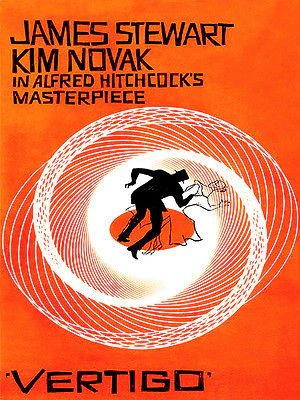 JAMES STEWART
KIM NOVAK
IN ALFRED HITCHCOCK'S
MASTERPIECE
"VERTIGO"